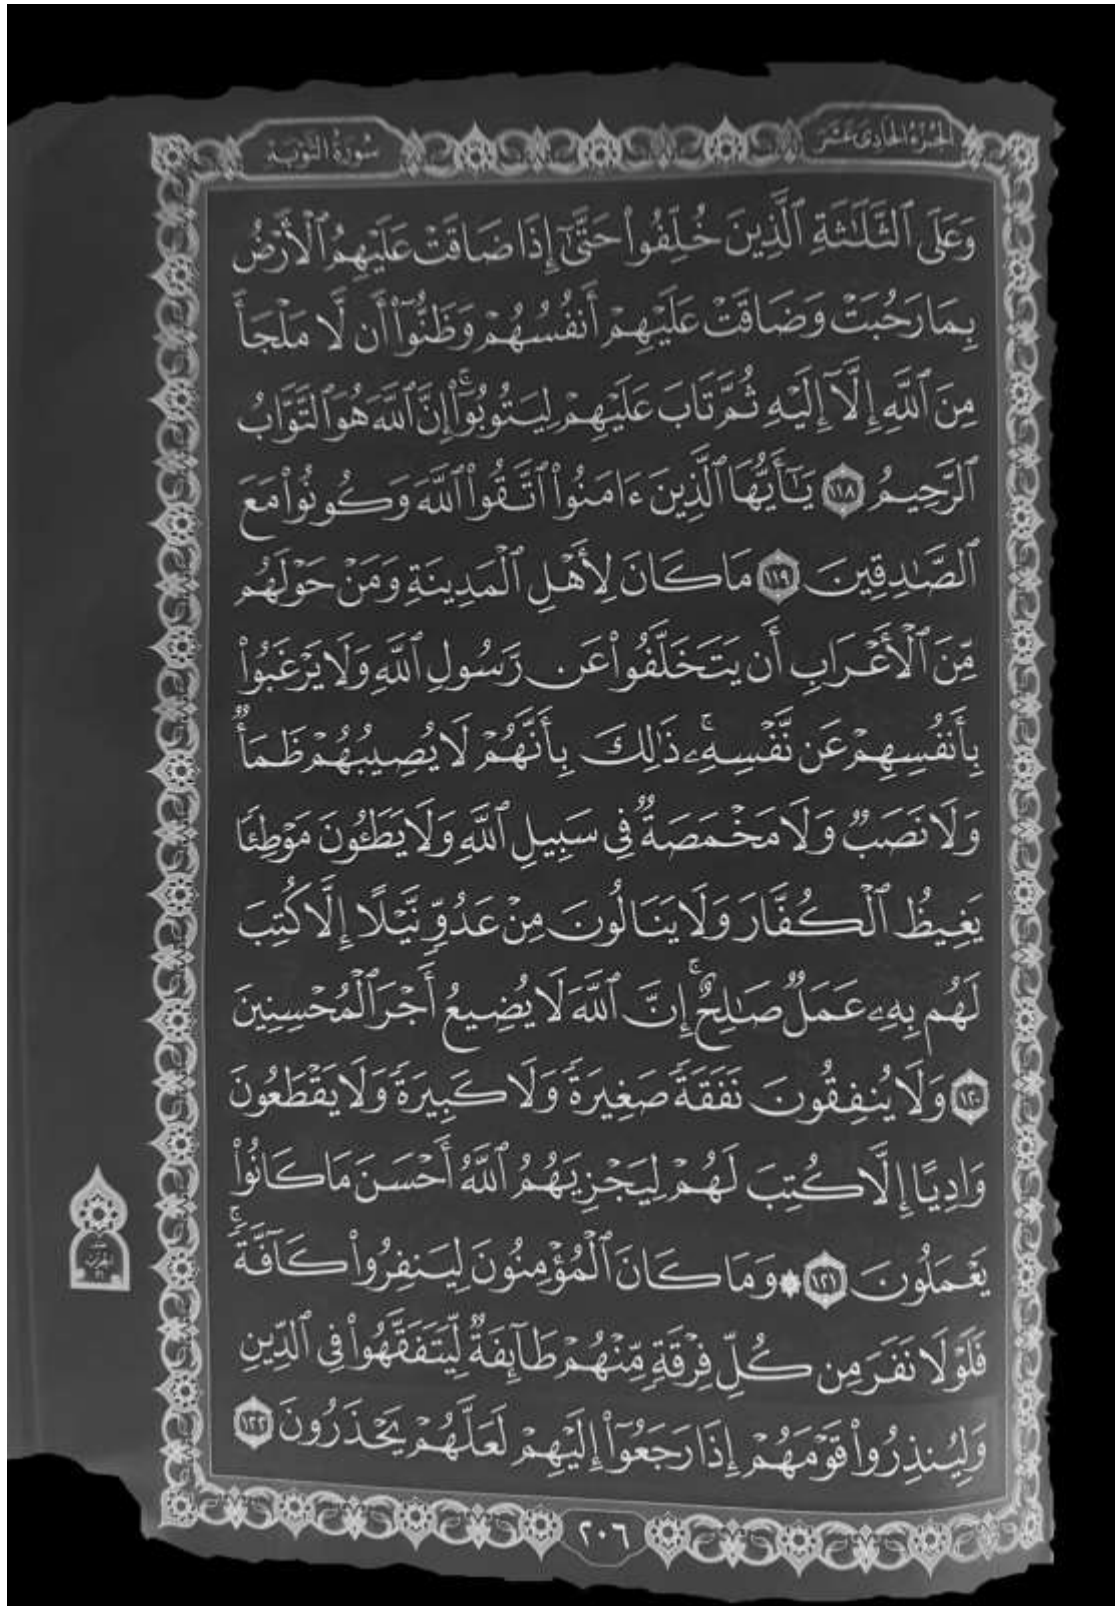 الجزء الحادي عشر
سورة التوبة
وَعَلَى ٱلثَّلَٰثَةِ ٱلَّذِينَ خُلِّفُوا۟ حَتَّىٰٓ إِذَا ضَاقَتْ عَلَيْهِمُ ٱلْأَرْضُ
بِمَا رَحُبَتْ وَضَاقَتْ عَلَيْهِمْ أَنفُسُهُمْ وَظَنُّوٓا۟ أَن لَّا مَلْجَأَ
مِنَ ٱللَّهِ إِلَّآ إِلَيْهِ ثُمَّ تَابَ عَلَيْهِمْ لِيَتُوبُوٓا۟ۚ إِنَّ ٱللَّهَ هُوَ ٱلتَّوَّابُ
ٱلرَّحِيمُ ١١٨ يَٰٓأَيُّهَا ٱلَّذِينَ ءَامَنُوا۟ ٱتَّقُوا۟ ٱللَّهَ وَكُونُوا۟ مَعَ
ٱلصَّٰدِقِينَ ١١٩ مَا كَانَ لِأَهْلِ ٱلْمَدِينَةِ وَمَنْ حَوْلَهُم
مِّنَ ٱلْأَعْرَابِ أَن يَتَخَلَّفُوا۟ عَن رَّسُولِ ٱللَّهِ وَلَا يَرْغَبُوا۟
بِأَنفُسِهِمْ عَن نَّفْسِهِۦۚ ذَٰلِكَ بِأَنَّهُمْ لَا يُصِيبُهُمْ ظَمَأٌ
وَلَا نَصَبٌ وَلَا مَخْمَصَةٌ فِى سَبِيلِ ٱللَّهِ وَلَا يَطَـُٔونَ مَوْطِئًا
يَغِيظُ ٱلْكُفَّارَ وَلَا يَنَالُونَ مِنْ عَدُوٍّ نَّيْلًا إِلَّا كُتِبَ
لَهُم بِهِۦ عَمَلٌ صَٰلِحٌۚ إِنَّ ٱللَّهَ لَا يُضِيعُ أَجْرَ ٱلْمُحْسِنِينَ
١٢٠ وَلَا يُنفِقُونَ نَفَقَةً صَغِيرَةً وَلَا كَبِيرَةً وَلَا يَقْطَعُونَ
وَادِيًا إِلَّا كُتِبَ لَهُمْ لِيَجْزِيَهُمُ ٱللَّهُ أَحْسَنَ مَا كَانُوا۟
يَعْمَلُونَ ١٢١ ۞ وَمَا كَانَ ٱلْمُؤْمِنُونَ لِيَنفِرُوا۟ كَآفَّةًۚ
فَلَوْلَا نَفَرَ مِن كُلِّ فِرْقَةٍ مِّنْهُمْ طَآئِفَةٌ لِّيَتَفَقَّهُوا۟ فِى ٱلدِّينِ
وَلِيُنذِرُوا۟ قَوْمَهُمْ إِذَا رَجَعُوٓا۟ إِلَيْهِمْ لَعَلَّهُمْ يَحْذَرُونَ ١٢٢
٢٠٦